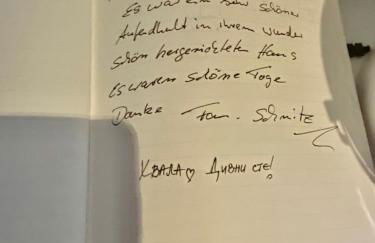 Es war ein sehr schöner
Aufendhalt in ihrem wunder
schön hergerichteten Haus
es waren schöne Tage
Danke Fam. Schmitz
ХВАЛА♡ ДИВНИ СТЕ!